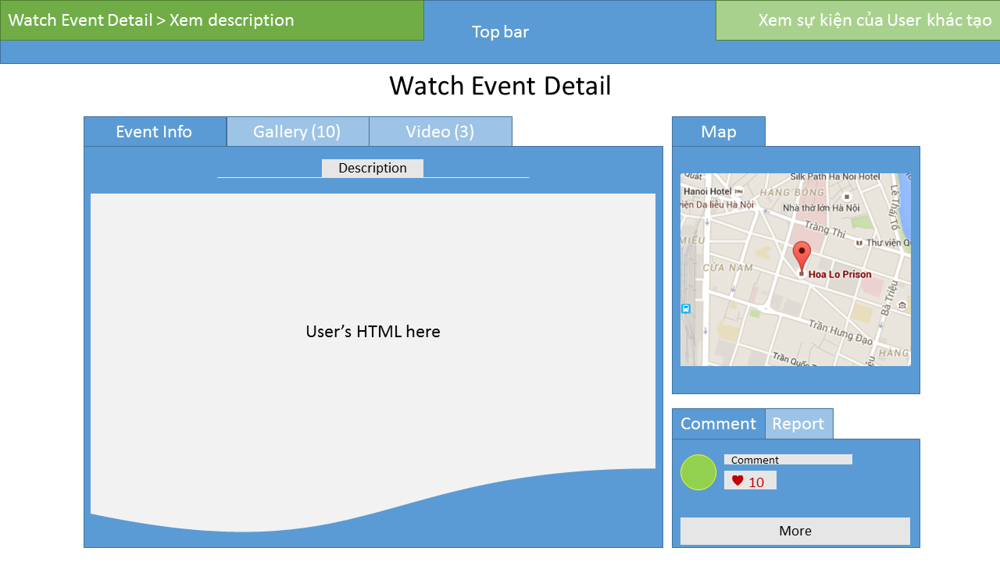 Watch Event Detail > Xem description
Top bar
Xem sự kiện của User khác tạo
Watch Event Detail
Event Info
Gallery (10)
Video (3)
Description
User's HTML here
Map
Quất
Silk Path Ha Noi Hotel
Hanoi Hotel
HÀNG BÔNG
viện Da liễu Hà Nội
Nhà thờ lớn Hà Nội
Lê Thái Tổ
Tràng Thi
MIẾU
Thư viện Q
CỬA NAM
Hoa Lo Prison
Bà Triệu
Trần Hưng Đạo
HÀNG
Trần Quốc T
Comment
Report
Comment
10
More